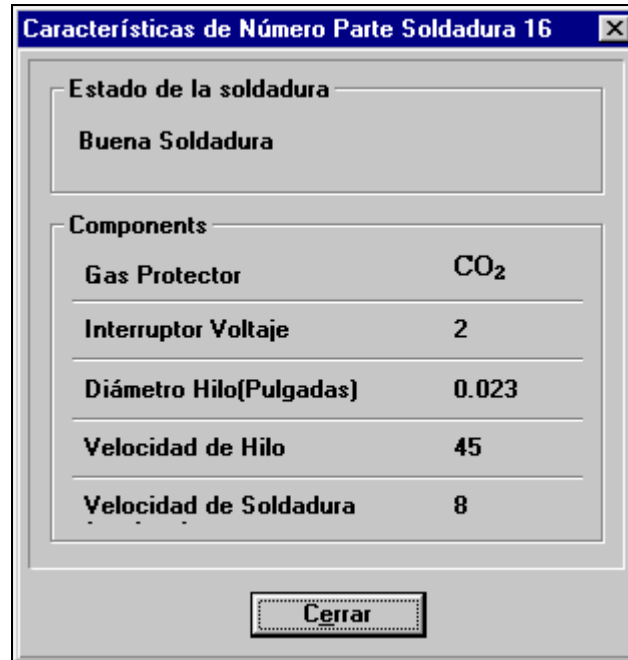 Características de Número Parte Soldadura 16
Estado de la soldadura
Buena Soldadura
Components
Gas Protector CO₂
Interruptor Voltaje 2
Diámetro Hilo(Pulgadas) 0.023
Velocidad de Hilo 45
Velocidad de Soldadura 8
Cerrar